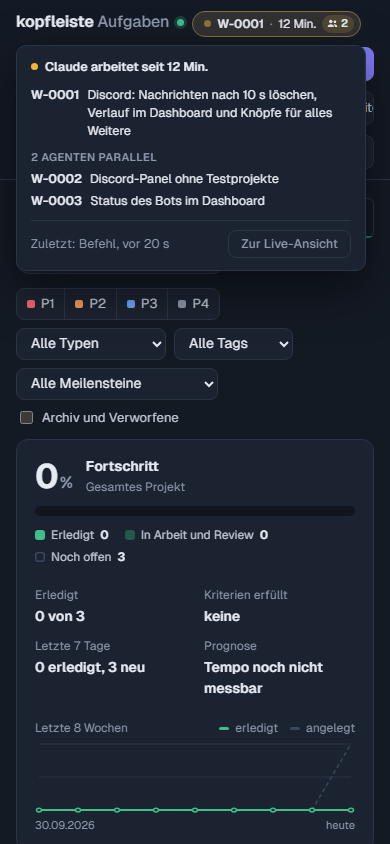 kopfleiste Aufgaben W-0001 · 12 Min. 2
Claude arbeitet seit 12 Min.
W-0001 Discord: Nachrichten nach 10 s löschen,
Verlauf im Dashboard und Knöpfe für alles
Weitere
2 AGENTEN PARALLEL
W-0002 Discord-Panel ohne Testprojekte
W-0003 Status des Bots im Dashboard
Zuletzt: Befehl, vor 20 s Zur Live-Ansicht
P1 P2 P3 P4
Alle Typen Alle Tags
Alle Meilensteine
Archiv und Verworfene
0% Fortschritt
Gesamtes Projekt
Erledigt 0 In Arbeit und Review 0
Noch offen 3
Erledigt Kriterien erfüllt
0 von 3 keine
Letzte 7 Tage Prognose
0 erledigt, 3 neu Tempo noch nicht
messbar
Letzte 8 Wochen erledigt angelegt
30.09.2026 heute